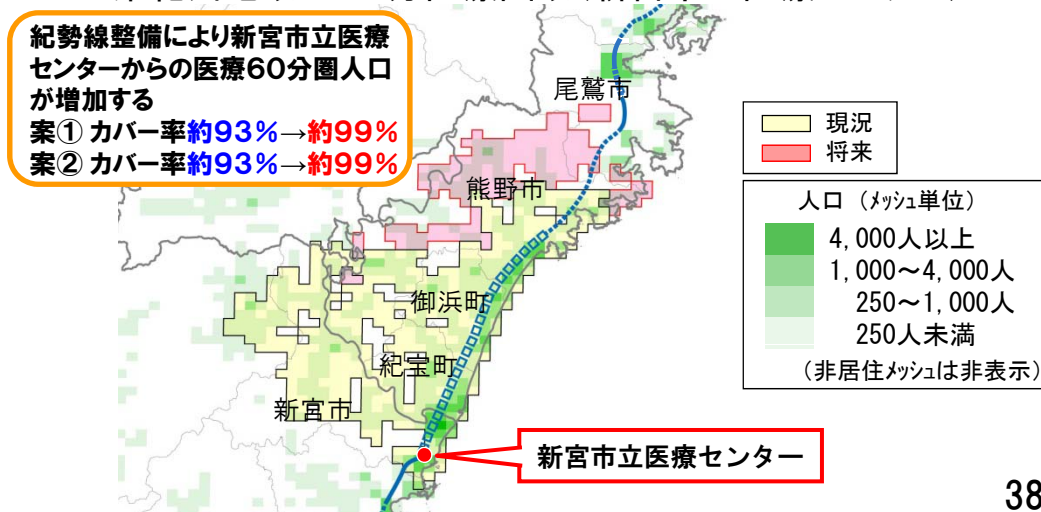 紀勢線整備により新宮市立医療
センターからの医療60分圏人口
が増加する
案① カバー率約93%→約99%
案② カバー率約93%→約99%
尾鷲市
熊野市
御浜町
紀宝町
新宮市
現況
将来
人口 (メッシュ単位)
4,000人以上
1,000~4,000人
250~1,000人
250人未満
(非居住メッシュは非表示)
新宮市立医療センター
38